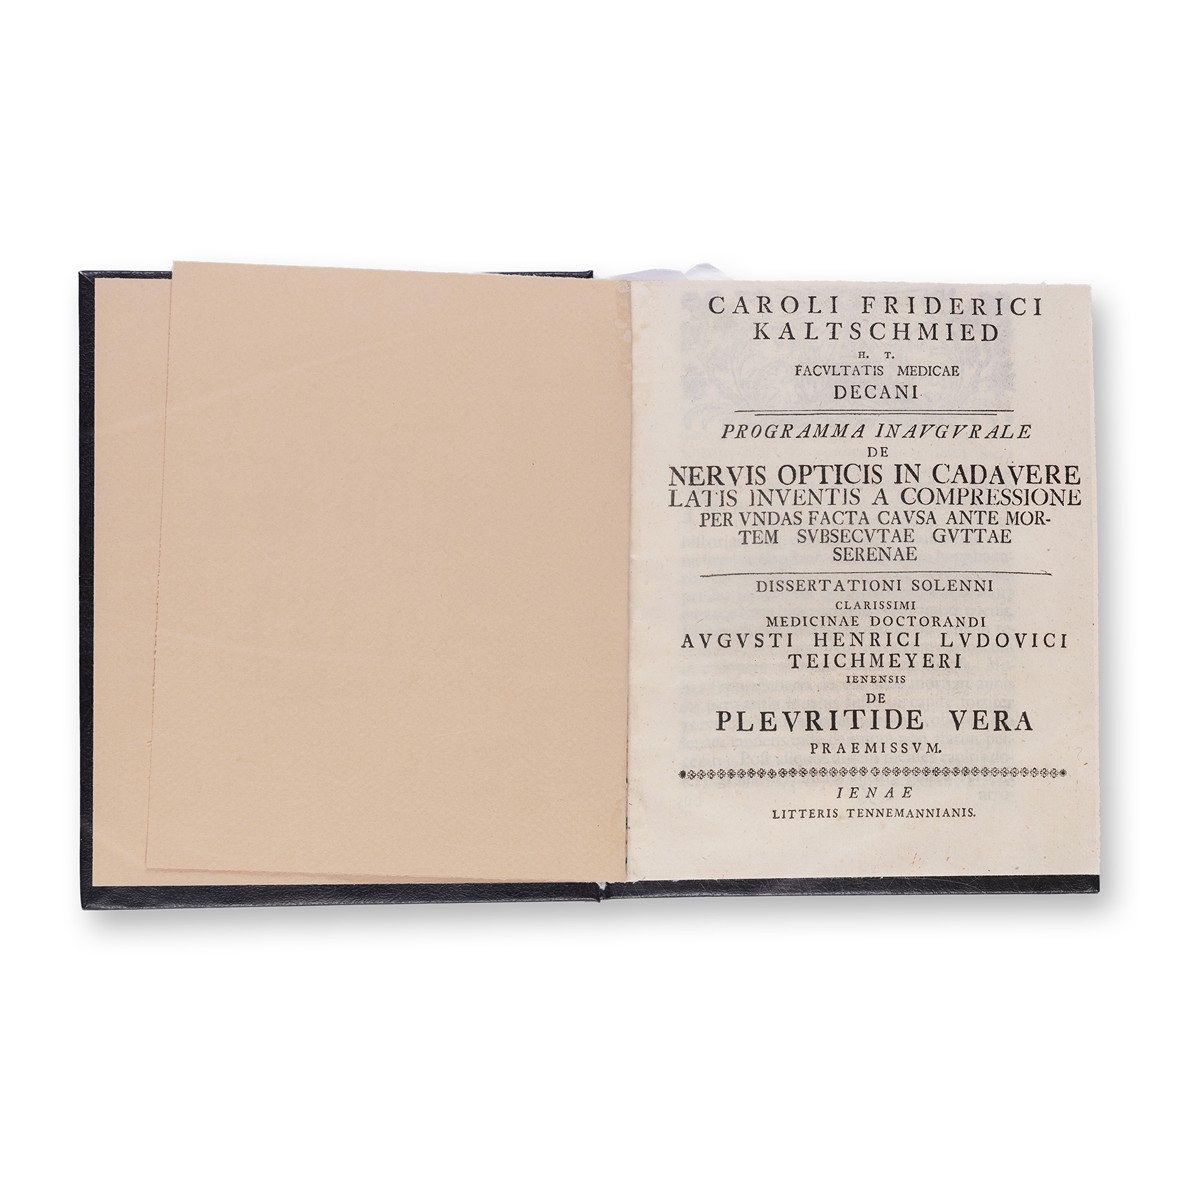 CAROLI FRIDERICI
KALTSCHMIED
H. T.
FACVLTATIS MEDICAE
DECANI
PROGRAMMA INAVGVRALE
DE
NERVIS OPTICIS IN CADAVERE
LATIS INVENTIS A COMPRESSIONE
PER VNDAS FACTA CAVSA ANTE MOR-
TEM SVBSECVTAE GVTTAE
SERENAE
DISSERTATIONI SOLENNI
CLARISSIMI
MEDICINAE DOCTORANDI
AVGVSTI HENRICI LVDOVICI
TEICHMEYERI
IENENSIS
DE
PLEVRITIDE VERA
PRAEMISSVM.
IENAE
LITTERIS TENNEMANNIANIS.